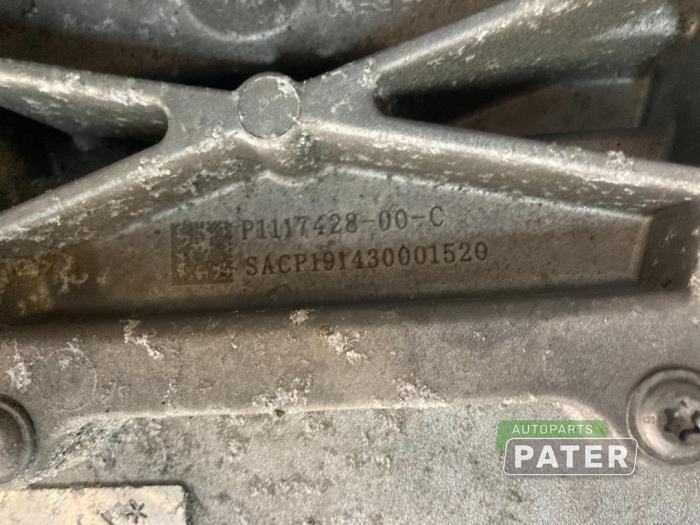 P1117428-00-C
SACP191430001520
AUTOPARTS
PATER